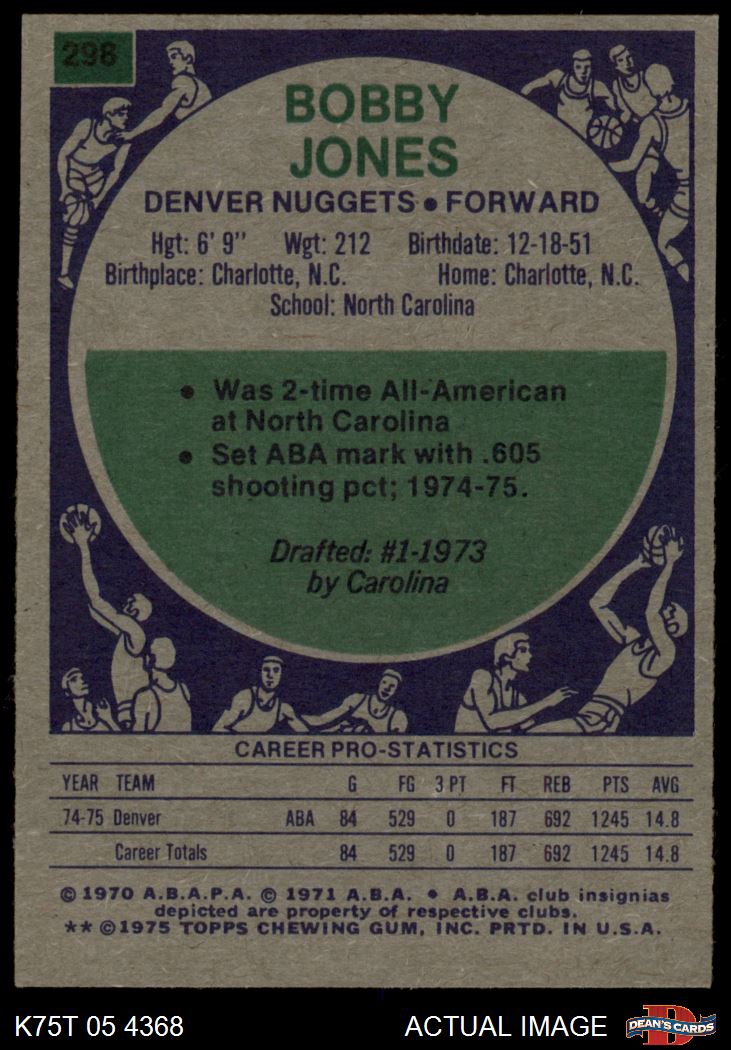 298
BOBBY
JONES
DENVER NUGGETS • FORWARD
Hgt: 6' 9" Wgt: 212 Birthdate: 12-18-51
Birthplace: Charlotte, N.C. Home: Charlotte, N.C.
School: North Carolina
• Was 2-time All-American
at North Carolina
• Set ABA mark with .605
shooting pct; 1974-75.
Drafted: #1-1973
by Carolina
CAREER PRO-STATISTICS
YEAR TEAM G FG 3 PT FT REB PTS AVG
74-75 Denver ABA 84 529 0 187 692 1245 14.8
Career Totals 84 529 0 187 692 1245 14.8
© 1970 A.B.A.P.A. © 1971 A.B.A. • A.B.A. club insignias
depicted are property of respective clubs.
** © 1975 TOPPS CHEWING GUM, INC. PRTD. IN U.S.A.
K75T 05 4368 ACTUAL IMAGE D DEAN'S CARDS